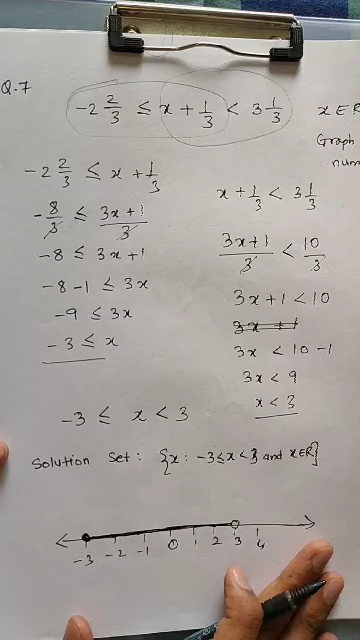 Q.7
-2 2/3 ≤ x + 1/3 < 3 1/3 x∈R
Graph
num
-2 2/3 ≤ x + 1/3
-8/3 ≤ 3x+1/3
-8 ≤ 3x+1
-8-1 ≤ 3x
-9 ≤ 3x
-3 ≤ x
x + 1/3 < 3 1/3
3x+1/3 < 10/3
3x+1 < 10
3x + 1
3x < 10-1
3x < 9
x < 3
-3 ≤ x < 3
Solution Set: {x : -3≤x<3 and x∈R}
-3 -2 -1 0 1 2 3 4